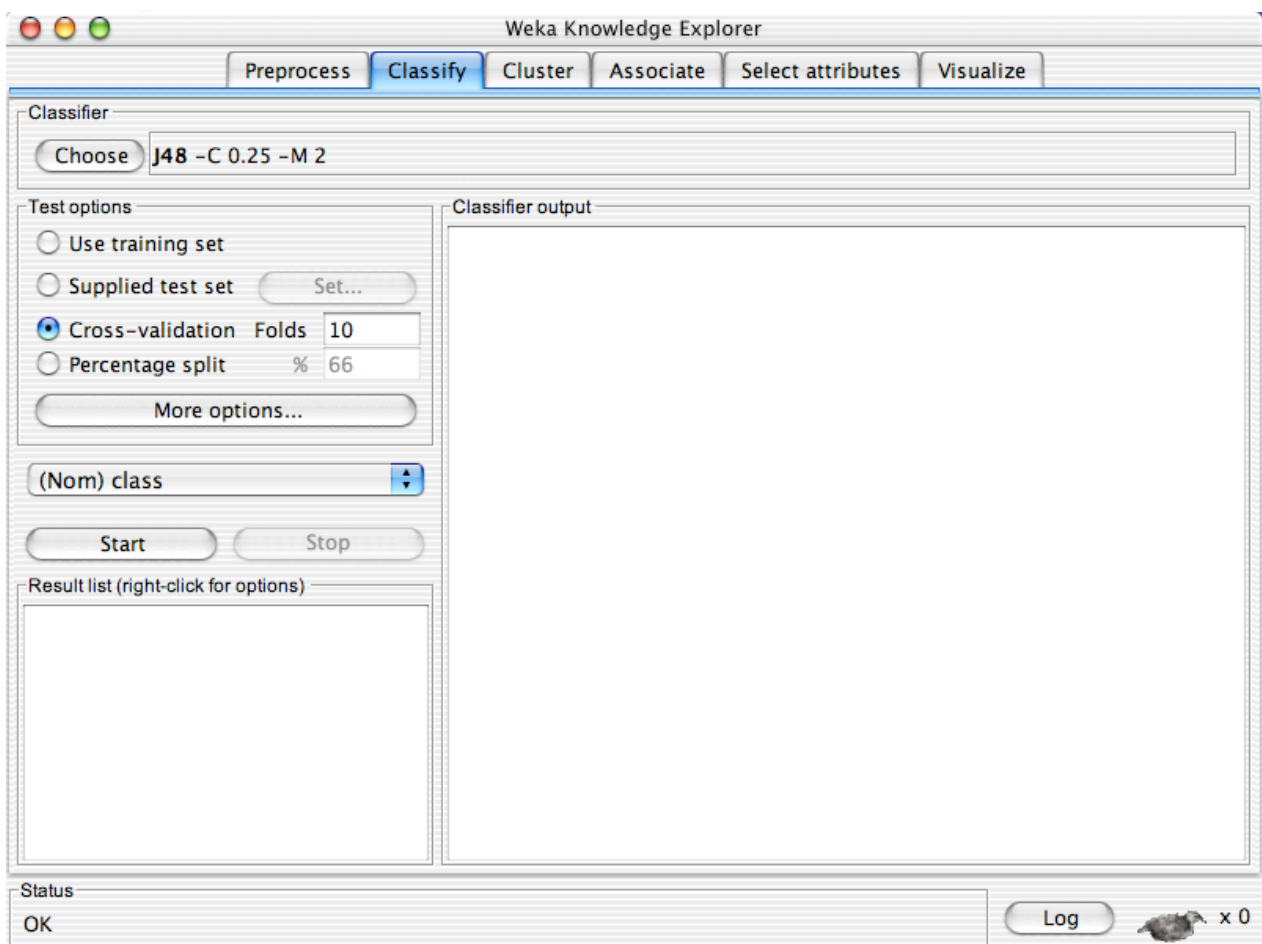 Weka Knowledge Explorer
Preprocess Classify Cluster Associate Select attributes Visualize
Classifier
Choose J48 -C 0.25 -M 2
Test options
Use training set
Supplied test set Set...
Cross-validation Folds 10
Percentage split % 66
More options...
(Nom) class
Start Stop
Result list (right-click for options)
Classifier output
Status
OK
Log x 0